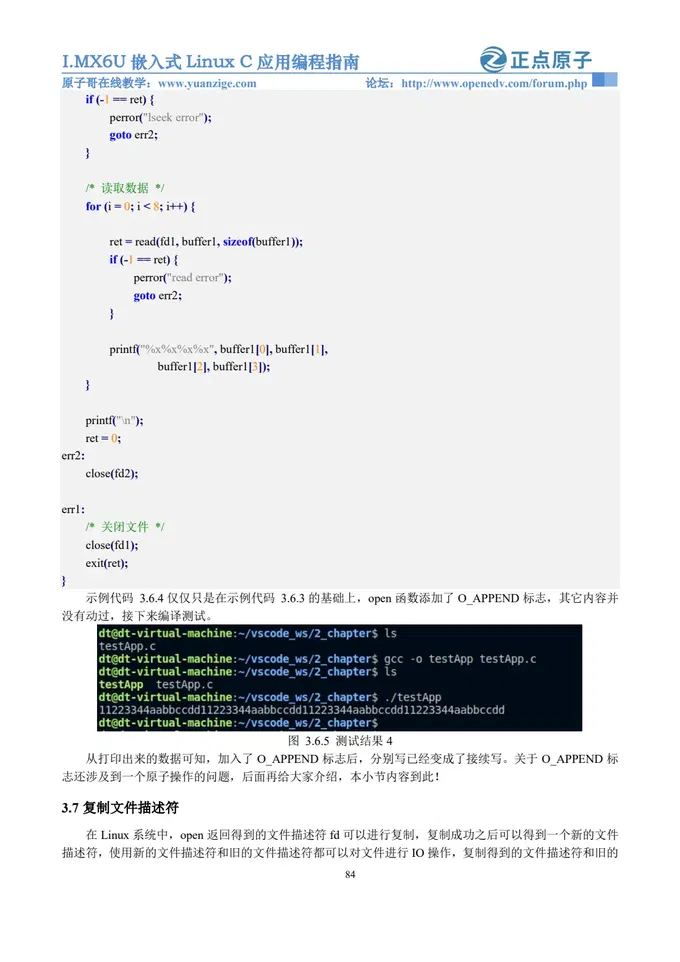 I.MX6U 嵌入式 Linux C 应用编程指南
正点原子
原子哥在线教学：www.yuanzige.com 论坛：http://www.openedv.com/forum.php
if (-1 == ret) {
perror("lseek error");
goto err2;
}
/* 读取数据 */
for (i = 0; i < 8; i++) {
ret = read(fd1, buffer1, sizeof(buffer1));
if (-1 == ret) {
perror("read error");
goto err2;
}
printf("%x%x%x%x", buffer1[0], buffer1[1],
buffer1[2], buffer1[3]);
}
printf("\n");
ret = 0;
err2:
close(fd2);
err1:
/* 关闭文件 */
close(fd1);
exit(ret);
}
示例代码 3.6.4 仅仅只是在示例代码 3.6.3 的基础上，open 函数添加了 O_APPEND 标志，其它内容并
没有动过，接下来编译测试。
dt@dt-virtual-machine:~/vscode_ws/2_chapter$ ls
testApp.c
dt@dt-virtual-machine:~/vscode_ws/2_chapter$ gcc -o testApp testApp.c
dt@dt-virtual-machine:~/vscode_ws/2_chapter$ ls
testApp testApp.c
dt@dt-virtual-machine:~/vscode_ws/2_chapter$ ./testApp
11223344aabbccdd11223344aabbccdd11223344aabbccdd11223344aabbccdd
dt@dt-virtual-machine:~/vscode_ws/2_chapter$
图 3.6.5 测试结果 4
从打印出来的数据可知，加入了 O_APPEND 标志后，分别写已经变成了接续写。关于 O_APPEND 标
志还涉及到一个原子操作的问题，后面再给大家介绍，本小节内容到此！
3.7 复制文件描述符
在 Linux 系统中，open 返回得到的文件描述符 fd 可以进行复制，复制成功之后可以得到一个新的文件
描述符，使用新的文件描述符和旧的文件描述符都可以对文件进行 IO 操作，复制得到的文件描述符和旧的
84